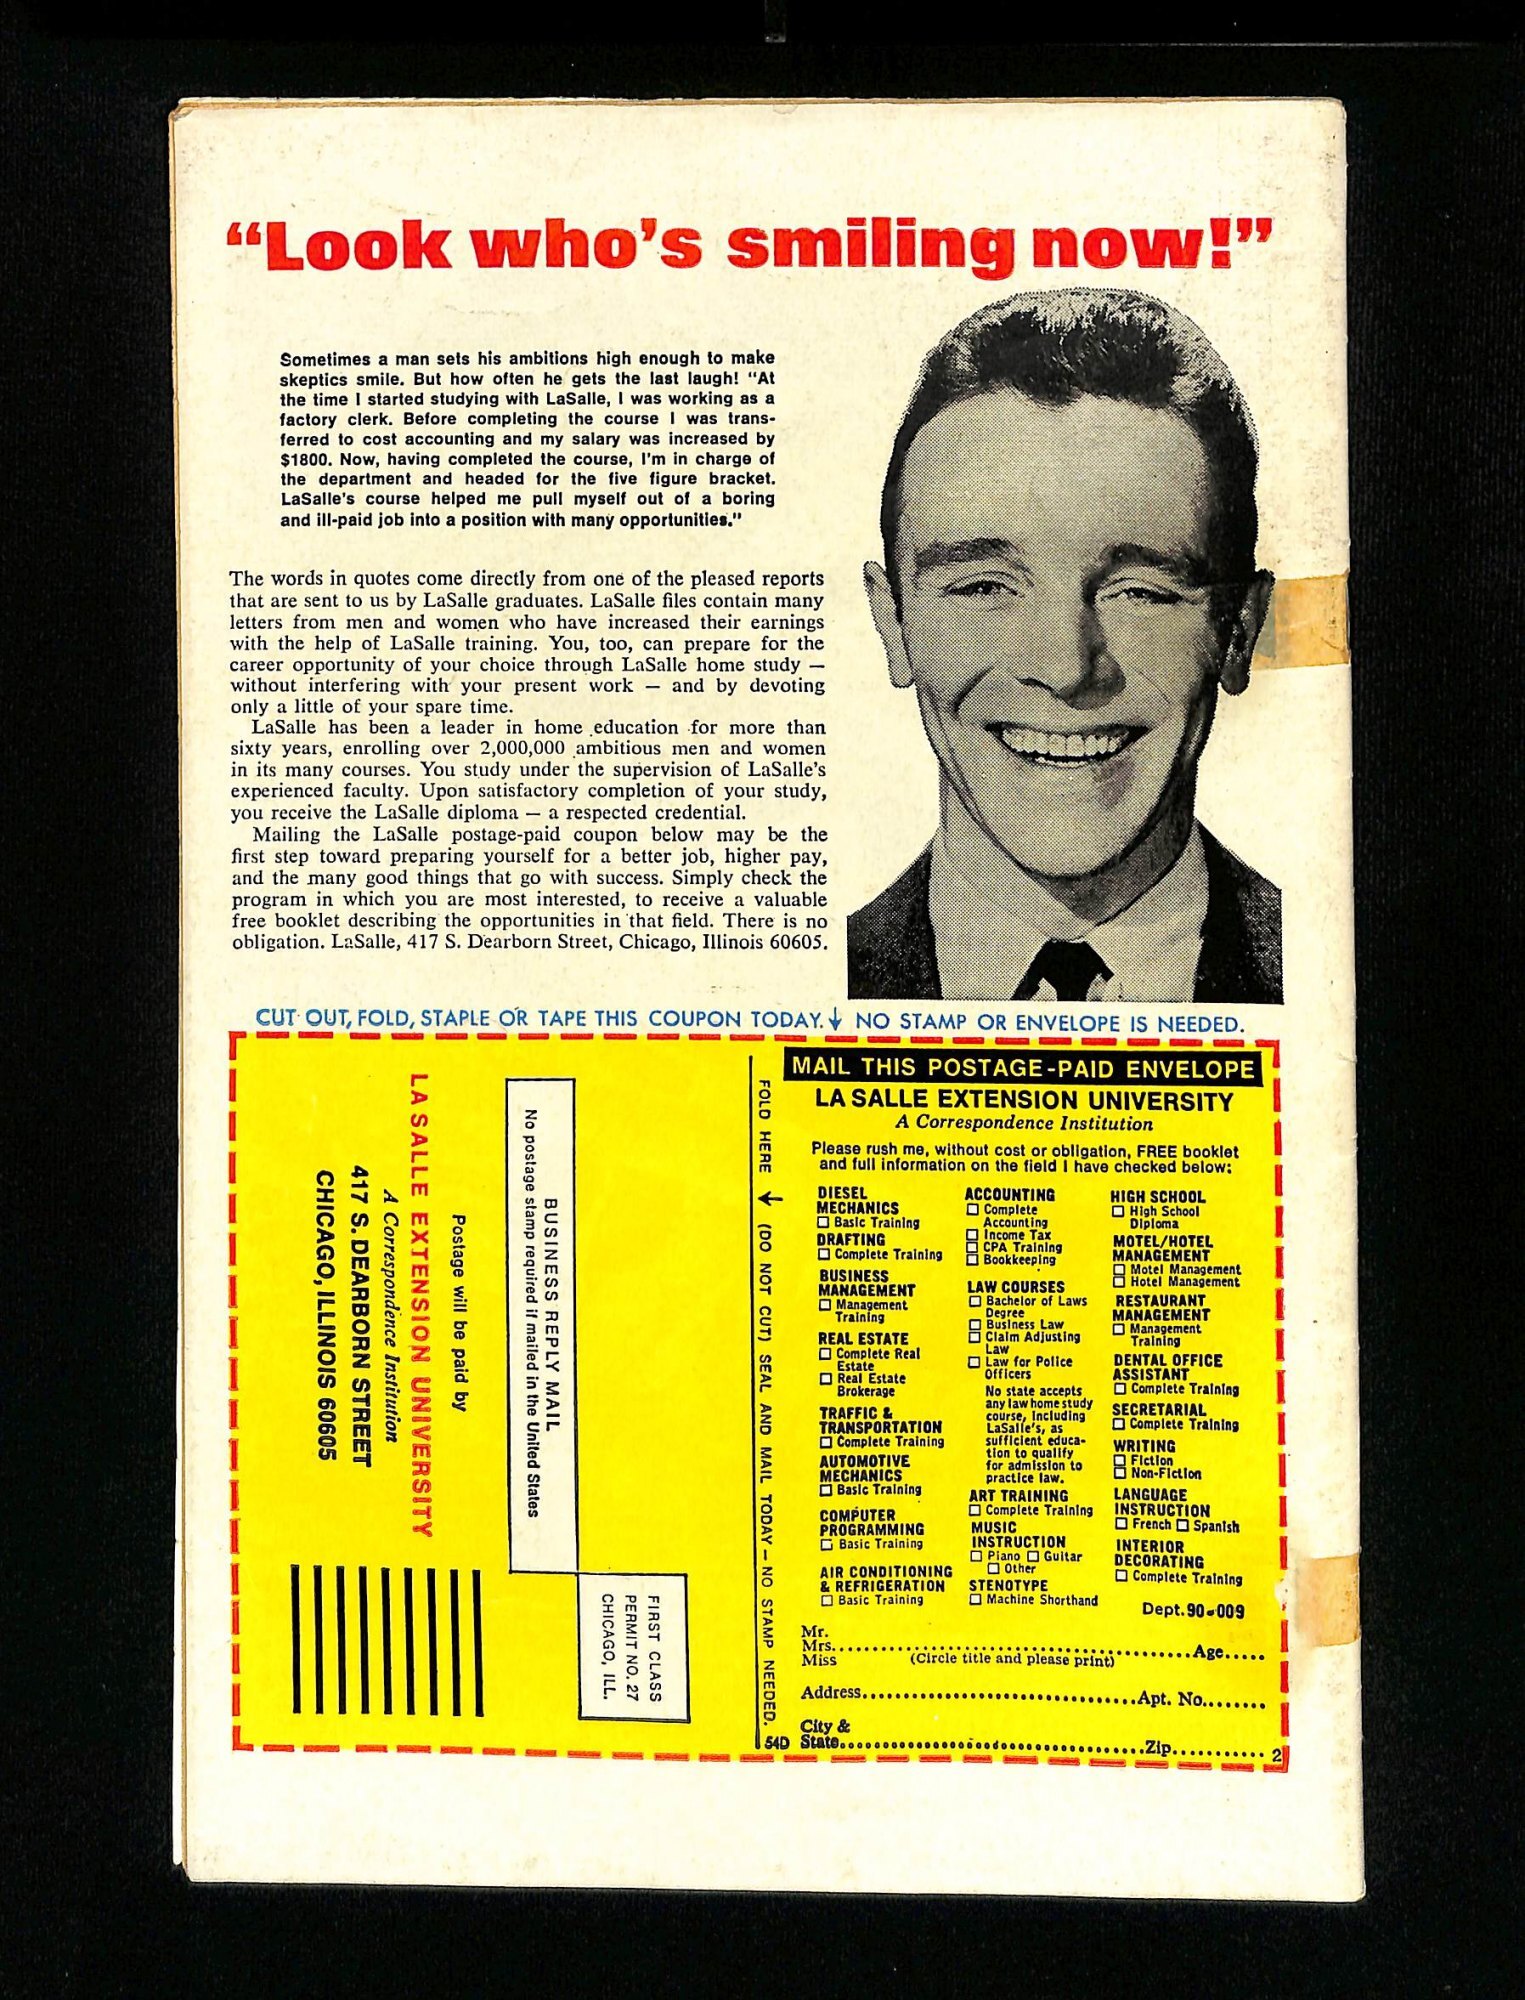 “Look who’s smiling now!”
Sometimes a man sets his ambitions high enough to make
skeptics smile. But how often he gets the last laugh! "At
the time I started studying with LaSalle, I was working as a
factory clerk. Before completing the course I was trans-
ferred to cost accounting and my salary was increased by
$1800. Now, having completed the course, I'm in charge of
the department and headed for the five figure bracket.
LaSalle's course helped me pull myself out of a boring
and ill-paid job into a position with many opportunities."
The words in quotes come directly from one of the pleased reports
that are sent to us by LaSalle graduates. LaSalle files contain many
letters from men and women who have increased their earnings
with the help of LaSalle training. You, too, can prepare for the
career opportunity of your choice through LaSalle home study —
without interfering with your present work — and by devoting
only a little of your spare time.
LaSalle has been a leader in home education for more than
sixty years, enrolling over 2,000,000 ambitious men and women
in its many courses. You study under the supervision of LaSalle's
experienced faculty. Upon satisfactory completion of your study,
you receive the LaSalle diploma — a respected credential.
Mailing the LaSalle postage-paid coupon below may be the
first step toward preparing yourself for a better job, higher pay,
and the many good things that go with success. Simply check the
program in which you are most interested, to receive a valuable
free booklet describing the opportunities in that field. There is no
obligation. LaSalle, 417 S. Dearborn Street, Chicago, Illinois 60605.
CUT OUT, FOLD, STAPLE OR TAPE THIS COUPON TODAY.↓ NO STAMP OR ENVELOPE IS NEEDED.
FIRST CLASS
PERMIT NO. 27
CHICAGO, ILL.
BUSINESS REPLY MAIL
No postage stamp required if mailed in the United States
Postage will be paid by
LA SALLE EXTENSION UNIVERSITY
A Correspondence Institution
417 S. DEARBORN STREET
CHICAGO, ILLINOIS 60605
FOLD HERE → (DO NOT CUT) SEAL AND MAIL TODAY — NO STAMP NEEDED.
54D
MAIL THIS POSTAGE-PAID ENVELOPE
LA SALLE EXTENSION UNIVERSITY
A Correspondence Institution
Please rush me, without cost or obligation, FREE booklet
and full information on the field I have checked below:
DIESEL
MECHANICS
☐ Basic Training
DRAFTING
☐ Complete Training
BUSINESS
MANAGEMENT
☐ Management
Training
REAL ESTATE
☐ Complete Real
Estate
☐ Real Estate
Brokerage
TRAFFIC &
TRANSPORTATION
☐ Complete Training
AUTOMOTIVE
MECHANICS
☐ Basic Training
COMPUTER
PROGRAMMING
☐ Basic Training
AIR CONDITIONING
& REFRIGERATION
☐ Basic Training
ACCOUNTING
☐ Complete
Accounting
☐ Income Tax
☐ CPA Training
☐ Bookkeeping
LAW COURSES
☐ Bachelor of Laws
Degree
☐ Business Law
☐ Claim Adjusting
Law
☐ Law for Police
Officers
No state accepts
any law home study
course, including
LaSalle's, as
sufficient educa-
tion to qualify
for admission to
practice law.
ART TRAINING
☐ Complete Training
MUSIC
INSTRUCTION
☐ Piano ☐ Guitar
☐ Other
STENOTYPE
☐ Machine Shorthand
HIGH SCHOOL
☐ High School
Diploma
MOTEL/HOTEL
MANAGEMENT
☐ Motel Management
☐ Hotel Management
RESTAURANT
MANAGEMENT
☐ Management
Training
DENTAL OFFICE
ASSISTANT
☐ Complete Training
SECRETARIAL
☐ Complete Training
WRITING
☐ Fiction
☐ Non-Fiction
LANGUAGE
INSTRUCTION
☐ French ☐ Spanish
INTERIOR
DECORATING
☐ Complete Training
Dept. 90-009
Mr.
Mrs..........................................Age.....
Miss (Circle title and please print)
Address..................................Apt. No........
City &
State......................................Zip...........
2